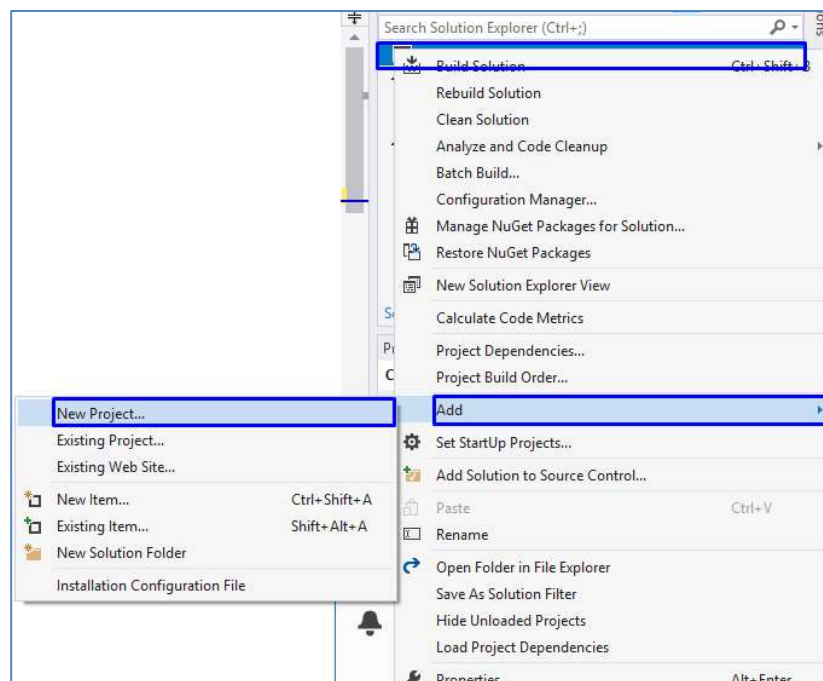 Search Solution Explorer (Ctrl+;)
Build Solution Ctrl+Shift+B
Rebuild Solution
Clean Solution
Analyze and Code Cleanup
Batch Build...
Configuration Manager...
Manage NuGet Packages for Solution...
Restore NuGet Packages
New Solution Explorer View
Calculate Code Metrics
Project Dependencies...
Project Build Order...
Add
Set StartUp Projects...
Add Solution to Source Control...
Paste Ctrl+V
Rename
Open Folder in File Explorer
Save As Solution Filter
Hide Unloaded Projects
Load Project Dependencies
Properties Alt+Enter
New Project...
Existing Project...
Existing Web Site...
New Item... Ctrl+Shift+A
Existing Item... Shift+Alt+A
New Solution Folder
Installation Configuration File